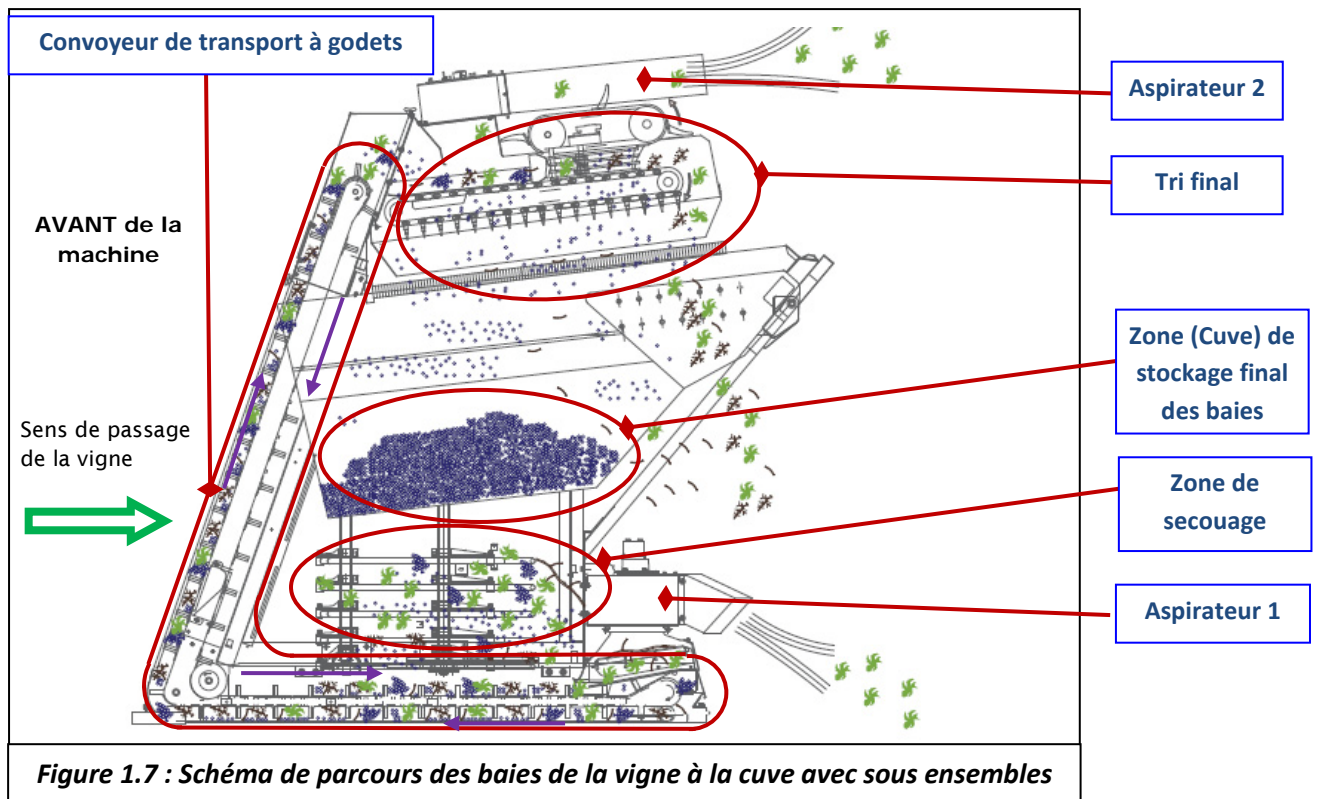 Convoyeur de transport à godets
Aspirateur 2
Tri final
AVANT de la
machine
Zone (Cuve) de
stockage final
des baies
Sens de passage
de la vigne
Zone de
secouage
Aspirateur 1
Figure 1.7 : Schéma de parcours des baies de la vigne à la cuve avec sous ensembles